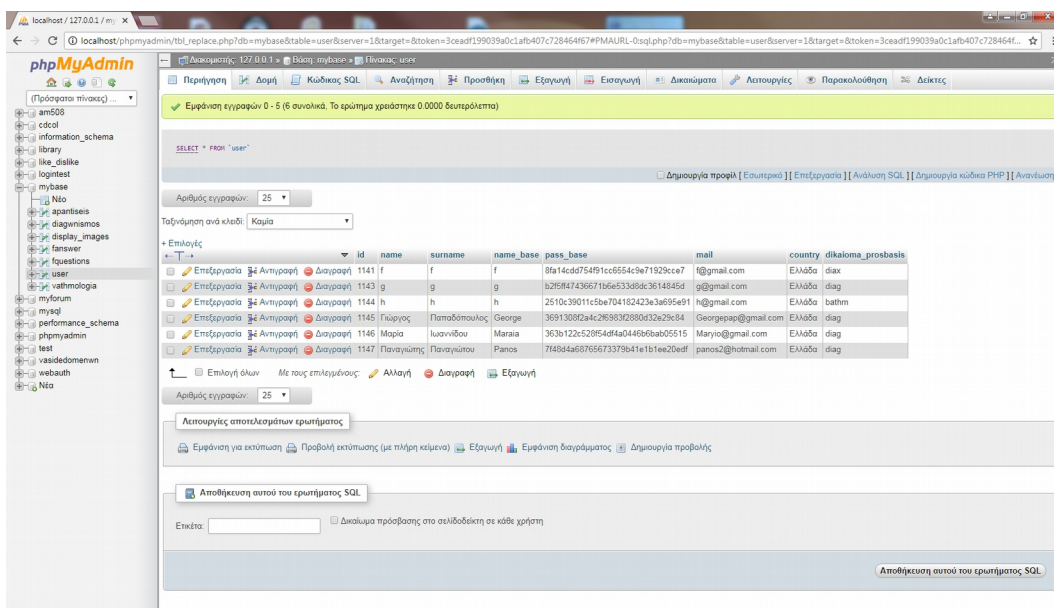 localhost / 127.0.0.1 / my
localhost/phpmyadmin/tbl_replace.php?db=mybase&table=user&server=1&target=&token=3ceadf199039a0c1afb407c728464f67#PMAURL-0:sql.php?db=mybase&table=user&server=1&target=&token=3ceadf199039a0c1afb407c728464f...
phpMyAdmin
(Πρόσφατοι πίνακες) ...
am508
cdcol
information_schema
library
like_dislike
logintest
mybase
Νέο
apantiseis
diagwnismos
display_images
fanswer
fquestions
user
vathmologia
myforum
mysql
performance_schema
phpmyadmin
test
vasidedomenwn
webauth
Νέα
Διακομιστής: 127.0.0.1 » Βάση: mybase » Πίνακας: user
Περιήγηση Δομή Κώδικας SQL Αναζήτηση Προσθήκη Εξαγωγή Εισαγωγή Δικαιώματα Λειτουργίες Παρακολούθηση Δείκτες
Εμφάνιση εγγραφών 0 - 5 (6 συνολικά, Το ερώτημα χρειάστηκε 0.0000 δευτερόλεπτα)
SELECT * FROM `user`
Δημιουργία προφίλ [ Εσωτερικό ] [ Επεξεργασία ] [ Ανάλυση SQL ] [ Δημιουργία κώδικα PHP ] [ Ανανέωση
Αριθμός εγγραφών: 25
Ταξινόμηση ανά κλειδί: Καμία
+ Επιλογές
←T→ id name surname name_base pass_base mail country dikaioma_prosbasis
Επεξεργασία Αντιγραφή Διαγραφή 1141 f f f 8fa14cdd754f91cc6554c9e71929cce7 f@gmail.com Ελλάδα diax
Επεξεργασία Αντιγραφή Διαγραφή 1143 g g g b2f5ff47436671b6e533d8dc3614845d g@gmail.com Ελλάδα diag
Επεξεργασία Αντιγραφή Διαγραφή 1144 h h h 2510c39011c5be704182423e3a695e91 h@gmail.com Ελλάδα bathm
Επεξεργασία Αντιγραφή Διαγραφή 1145 Γιώργος Παπαδόπουλος George 3691308f2a4c2f6983f2880d32e29c84 Georgepap@gmail.com Ελλάδα diag
Επεξεργασία Αντιγραφή Διαγραφή 1146 Μαρία Ιωαννίδου Maraia 363b122c528f54df4a0446b6bab05515 Maryio@gmail.com Ελλάδα diag
Επεξεργασία Αντιγραφή Διαγραφή 1147 Παναγιώτης Παναγιώτου Panos 7f48d4a68765673379b41e1b1ee20edf panos2@hotmail.com Ελλάδα diag
Επιλογή όλων Με τους επιλεγμένους: Αλλαγή Διαγραφή Εξαγωγή
Αριθμός εγγραφών: 25
Λειτουργίες αποτελεσμάτων ερωτήματος
Εμφάνιση για εκτύπωση Προβολή εκτύπωσης (με πλήρη κείμενα) Εξαγωγή Εμφάνιση διαγράμματος Δημιουργία προβολής
Αποθήκευση αυτού του ερωτήματος SQL
Ετικέτα: Δικαίωμα πρόσβασης στο σελιδοδείκτη σε κάθε χρήστη
Αποθήκευση αυτού του ερωτήματος SQL